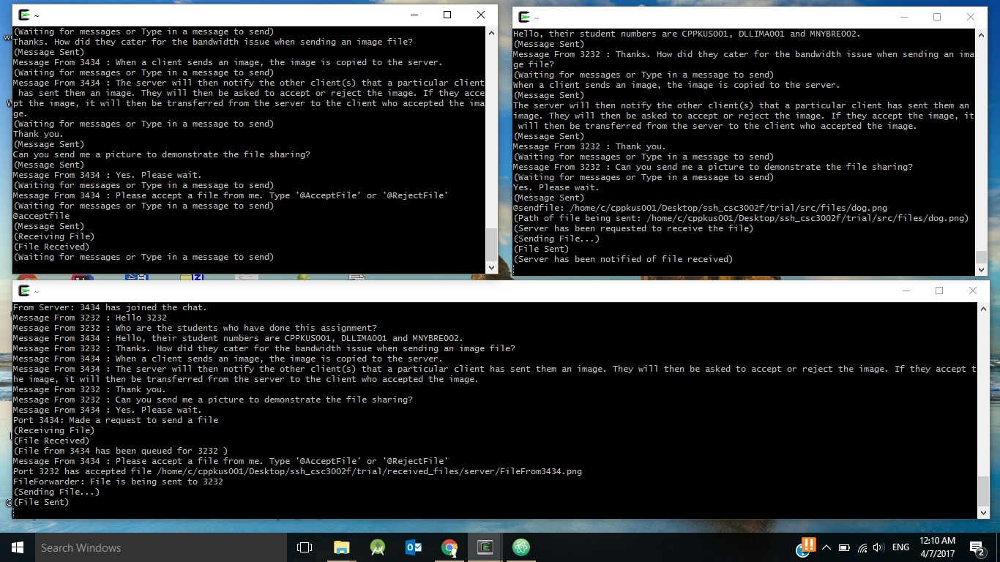 ~
(Waiting for messages or Type in a message to send)
Thanks. How did they cater for the bandwidth issue when sending an image file?
(Message Sent)
Message From 3434 : When a client sends an image, the image is copied to the server.
(Waiting for messages or Type in a message to send)
Message From 3434 : The server will then notify the other client(s) that a particular client
has sent them an image. They will then be asked to accept or reject the image. If they acce
pt the image, it will then be transferred from the server to the client who accepted the ima
ge.
(Waiting for messages or Type in a message to send)
Thank you.
(Message Sent)
Can you send me a picture to demonstrate the file sharing?
(Message Sent)
Message From 3434 : Yes. Please wait.
(Waiting for messages or Type in a message to send)
Message From 3434 : Please accept a file from me. Type '@AcceptFile' or '@RejectFile'
(Waiting for messages or Type in a message to send)
@acceptfile
(Message Sent)
(Receiving File)
(File Received)
(Waiting for messages or Type in a message to send)
~
Hello, their student numbers are CPPKUS001, DLLIMA001 and MNYBRE002.
(Message Sent)
Message From 3232 : Thanks. How did they cater for the bandwidth issue when sending an ima
ge file?
(Waiting for messages or Type in a message to send)
When a client sends an image, the image is copied to the server.
(Message Sent)
The server will then notify the other client(s) that a particular client has sent them an
image. They will then be asked to accept or reject the image. If they accept the image, it
will then be transferred from the server to the client who accepted the image.
(Message Sent)
Message From 3232 : Thank you.
(Waiting for messages or Type in a message to send)
Message From 3232 : Can you send me a picture to demonstrate the file sharing?
(Waiting for messages or Type in a message to send)
Yes. Please wait.
(Message Sent)
@sendfile: /home/c/cppkus001/Desktop/ssh_csc3002f/trial/src/files/dog.png
(Path of file being sent: /home/c/cppkus001/Desktop/ssh_csc3002f/trial/src/files/dog.png)
(Server has been requested to receive the file)
(Sending File...)
(File Sent)
(Server has been notified of file received)
~
From Server: 3434 has joined the chat.
Message From 3232 : Hello 3232
Message From 3232 : Who are the students who have done this assignment?
Message From 3434 : Hello, their student numbers are CPPKUS001, DLLIMA001 and MNYBRE002.
Message From 3232 : Thanks. How did they cater for the bandwidth issue when sending an image file?
Message From 3434 : When a client sends an image, the image is copied to the server.
Message From 3434 : The server will then notify the other client(s) that a particular client has sent them an image. They will then be asked to accept or reject the image. If they accept t
he image, it will then be transferred from the server to the client who accepted the image.
Message From 3232 : Thank you.
Message From 3232 : Can you send me a picture to demonstrate the file sharing?
Message From 3434 : Yes. Please wait.
Port 3434: Made a request to send a file
(Receiving File)
(File Received)
(File from 3434 has been queued for 3232 )
Message From 3434 : Please accept a file from me. Type '@AcceptFile' or '@RejectFile'
Port 3232 has accepted file /home/c/cppkus001/Desktop/ssh_csc3002f/trial/received_files/server/FileFrom3434.png
FileForwarder: File is being sent to 3232
(Sending File...)
(File Sent)
Search Windows
ENG
12:10 AM
4/7/2017
2